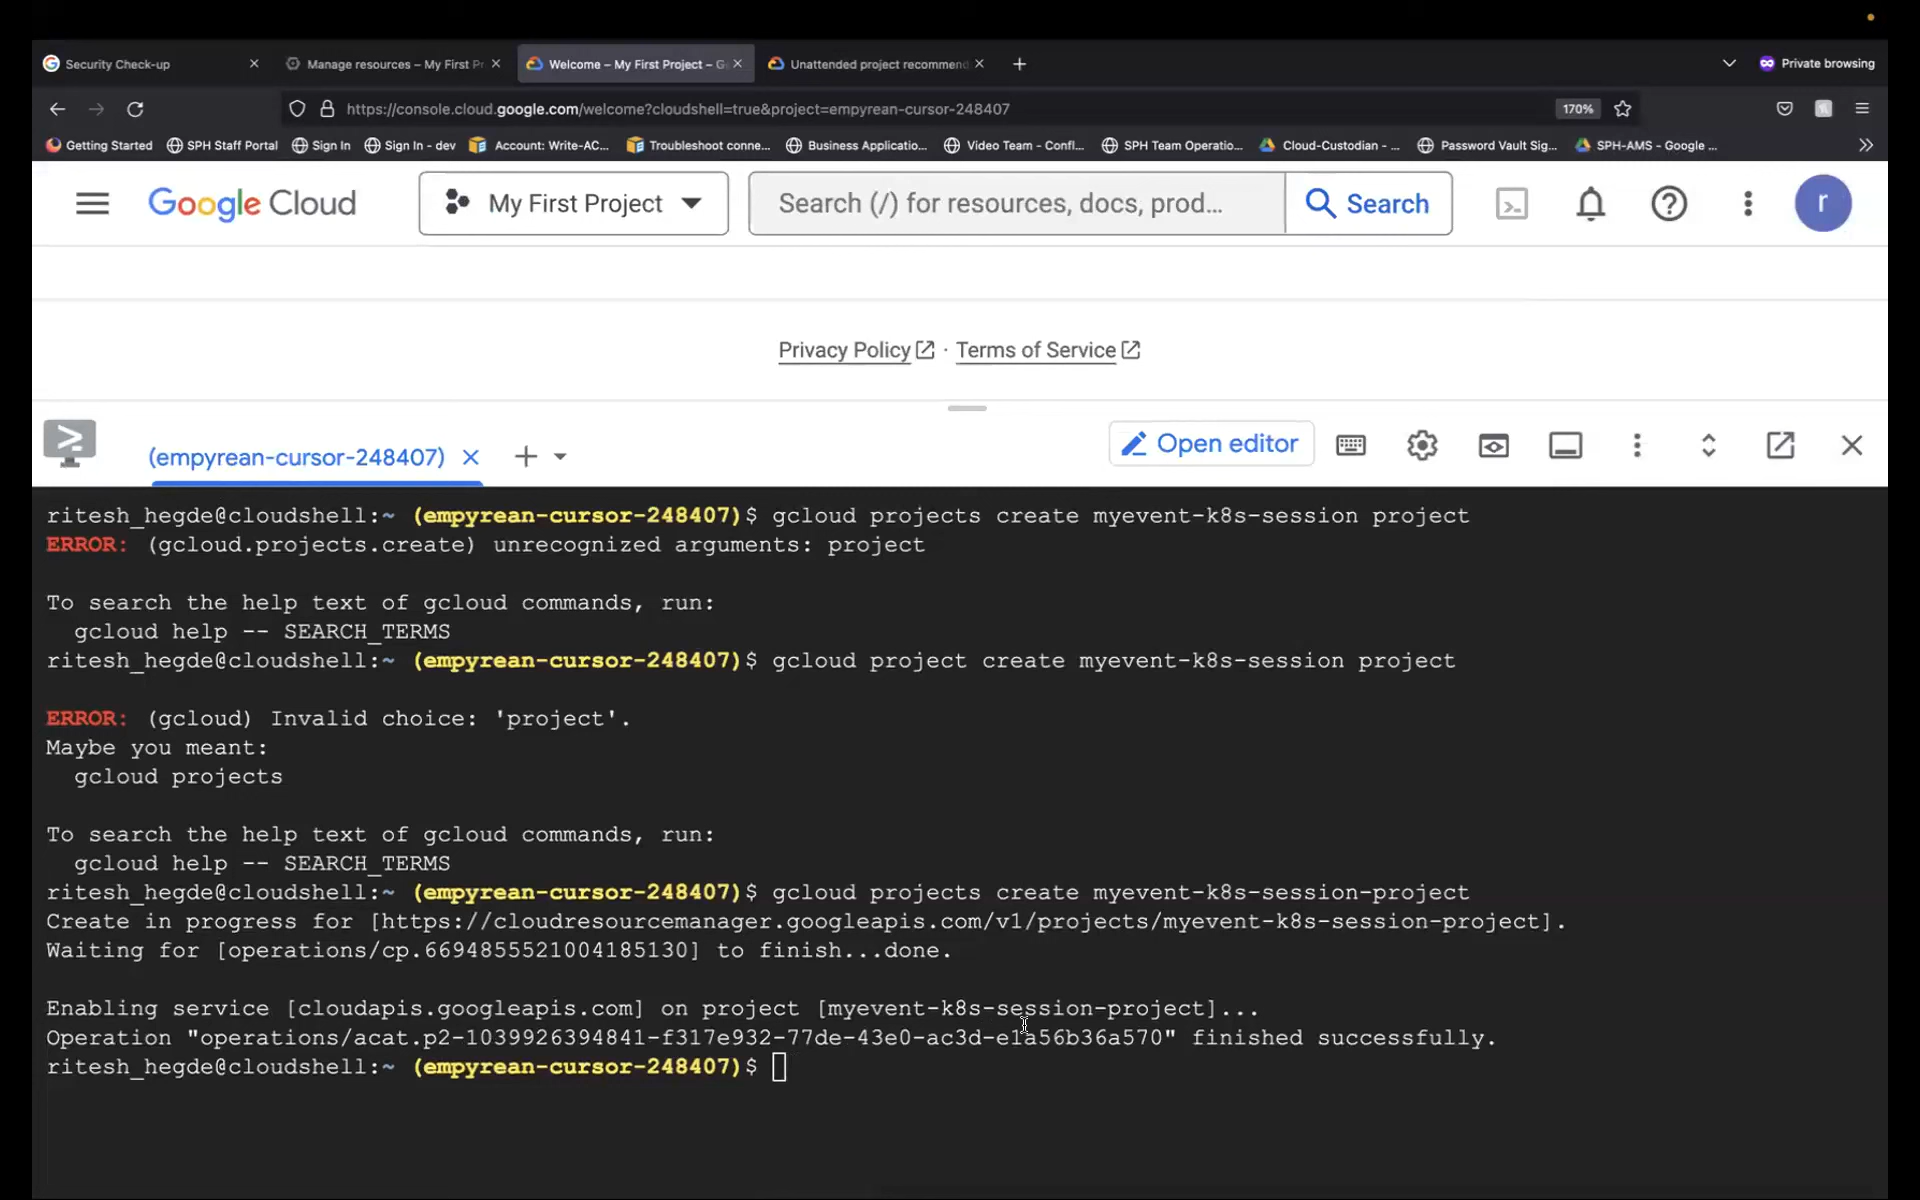 Security Check-up
Manage resources – My First Pr
Welcome – My First Project – G
Unattended project recommend
Private browsing
https://console.cloud.google.com/welcome?cloudshell=true&project=empyrean-cursor-248407
170%
Getting Started
SPH Staff Portal
Sign In
Sign In - dev
Account: Write-AC...
Troubleshoot conne...
Business Applicatio...
Video Team - Confl...
SPH Team Operatio...
Cloud-Custodian - ...
Password Vault Sig...
SPH-AMS - Google ...
Google Cloud
My First Project
Search (/) for resources, docs, prod...
Search
r
Privacy Policy · Terms of Service
(empyrean-cursor-248407)
Open editor
ritesh_hegde@cloudshell:~ (empyrean-cursor-248407)$ gcloud projects create myevent-k8s-session project
ERROR: (gcloud.projects.create) unrecognized arguments: project
To search the help text of gcloud commands, run:
gcloud help -- SEARCH_TERMS
ritesh_hegde@cloudshell:~ (empyrean-cursor-248407)$ gcloud project create myevent-k8s-session project
ERROR: (gcloud) Invalid choice: 'project'.
Maybe you meant:
gcloud projects
To search the help text of gcloud commands, run:
gcloud help -- SEARCH_TERMS
ritesh_hegde@cloudshell:~ (empyrean-cursor-248407)$ gcloud projects create myevent-k8s-session-project
Create in progress for [https://cloudresourcemanager.googleapis.com/v1/projects/myevent-k8s-session-project].
Waiting for [operations/cp.6694855521004185130] to finish...done.
Enabling service [cloudapis.googleapis.com] on project [myevent-k8s-session-project]...
Operation "operations/acat.p2-1039926394841-f317e932-77de-43e0-ac3d-e1a56b36a570" finished successfully.
ritesh_hegde@cloudshell:~ (empyrean-cursor-248407)$